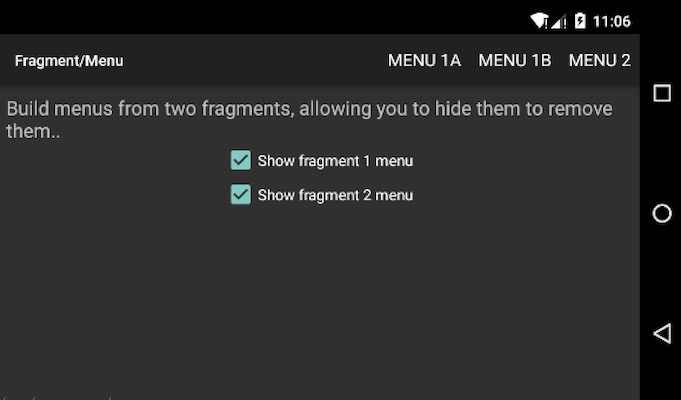 11:06
Fragment/Menu MENU 1A MENU 1B MENU 2
Build menus from two fragments, allowing you to hide them to remove
them..
Show fragment 1 menu
Show fragment 2 menu